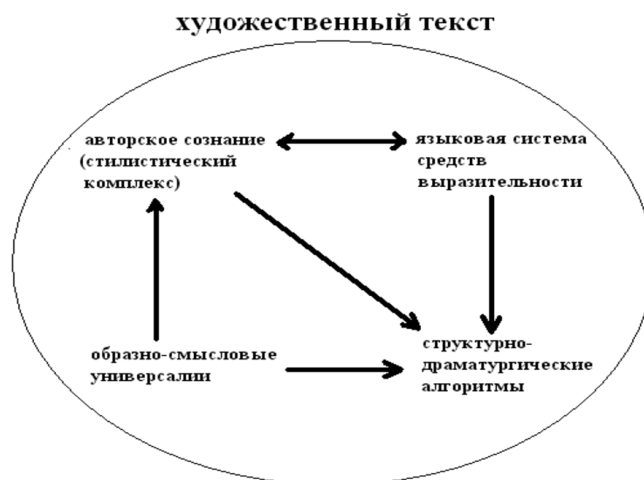 художественный текст
авторское сознание
(стилистический
комплекс)
языковая система
средств
выразительности
образно-смысловые
универсалии
структурно-
драматургические
алгоритмы